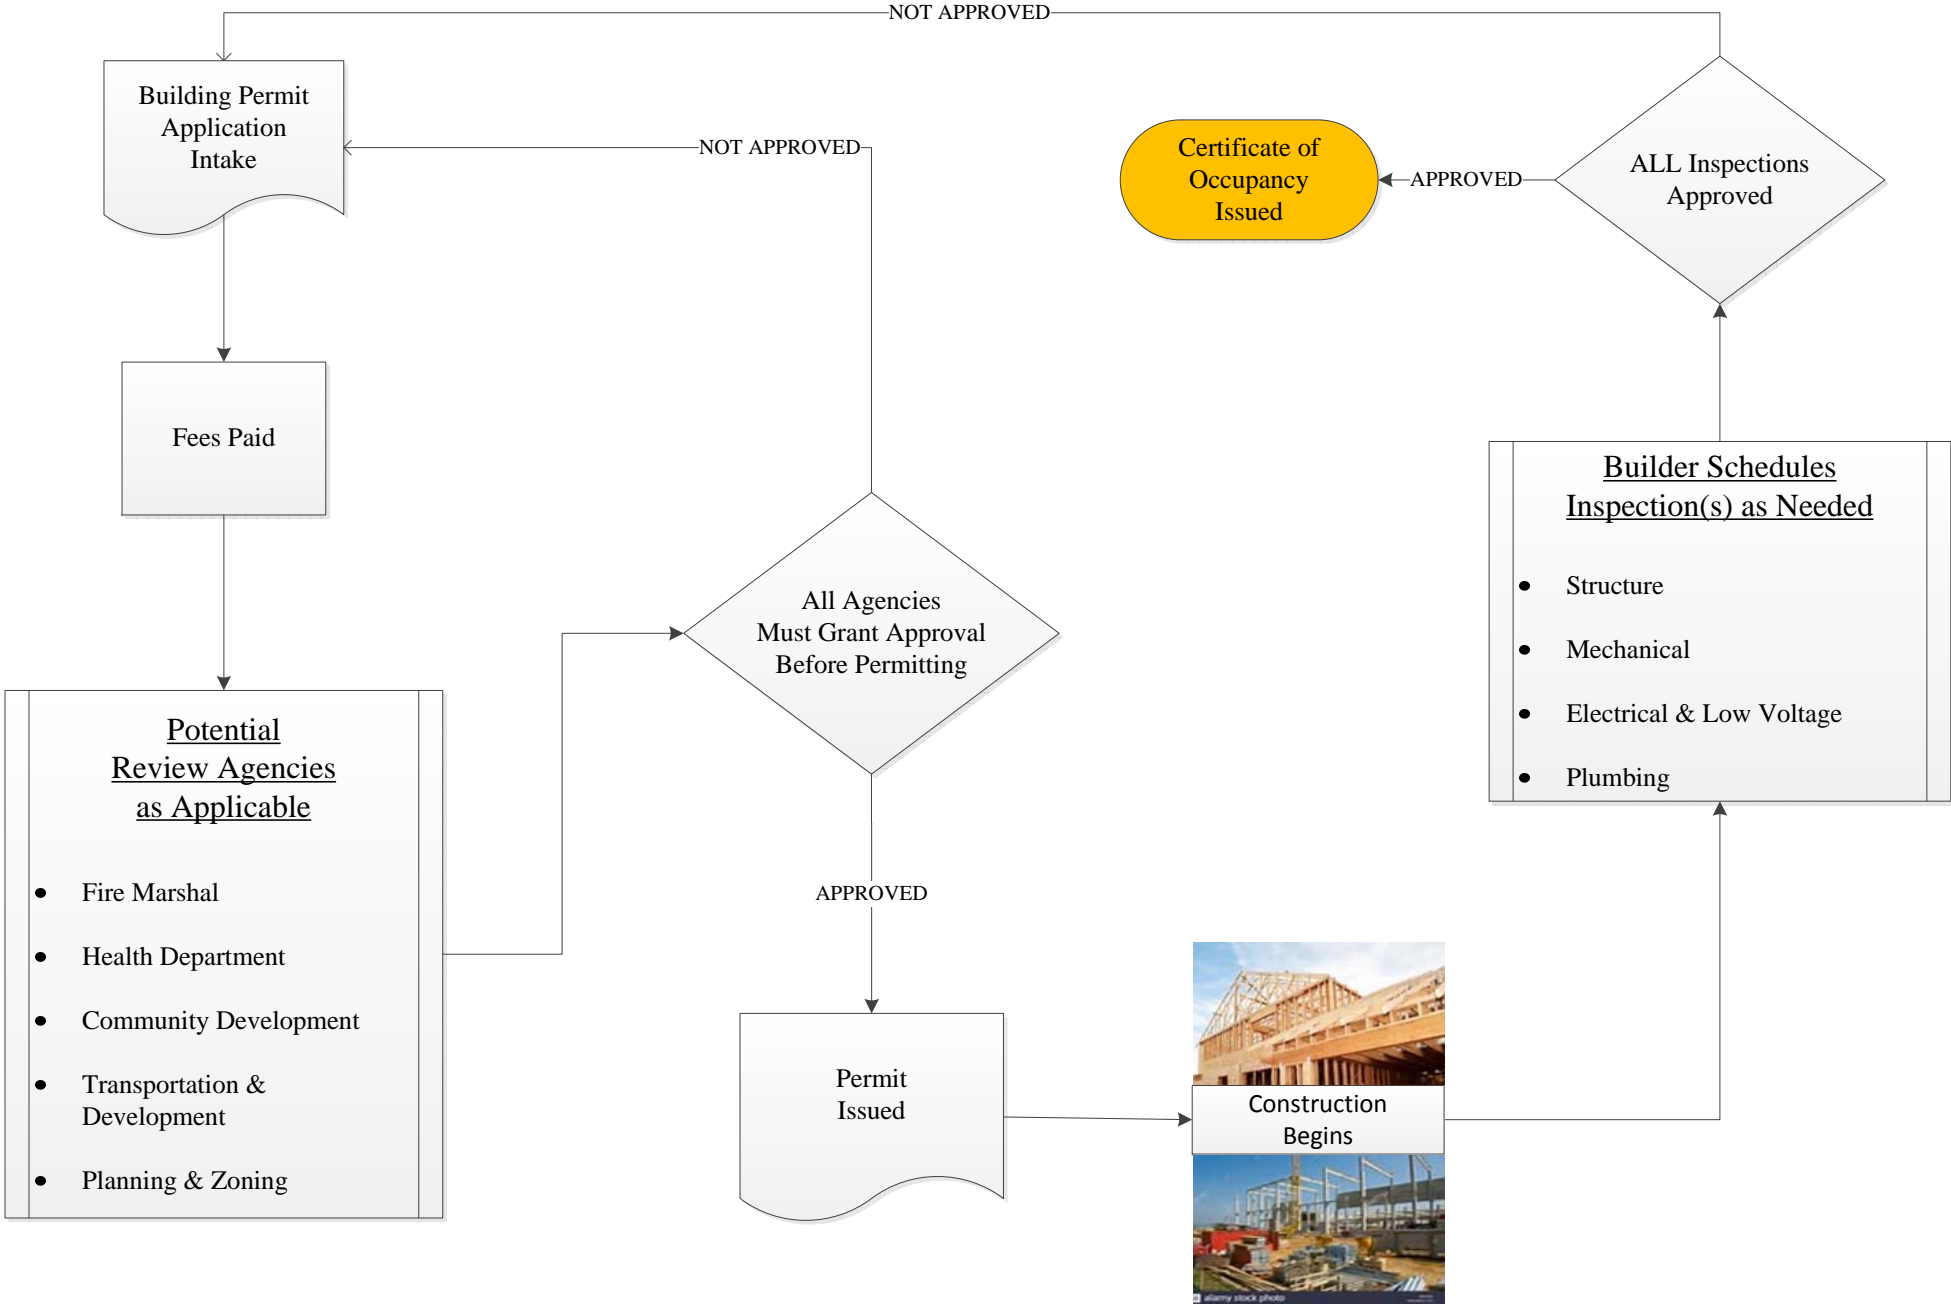 NOT APPROVED
Building Permit
Application
Intake
NOT APPROVED
Certificate of
Occupancy
Issued
APPROVED
ALL Inspections
Approved
Fees Paid
Builder Schedules
Inspection(s) as Needed
• Structure
• Mechanical
• Electrical & Low Voltage
• Plumbing
All Agencies
Must Grant Approval
Before Permitting
Potential
Review Agencies
as Applicable
• Fire Marshal
• Health Department
• Community Development
• Transportation &
Development
• Planning & Zoning
APPROVED
Permit
Issued
Construction
Begins
alamy stock photo